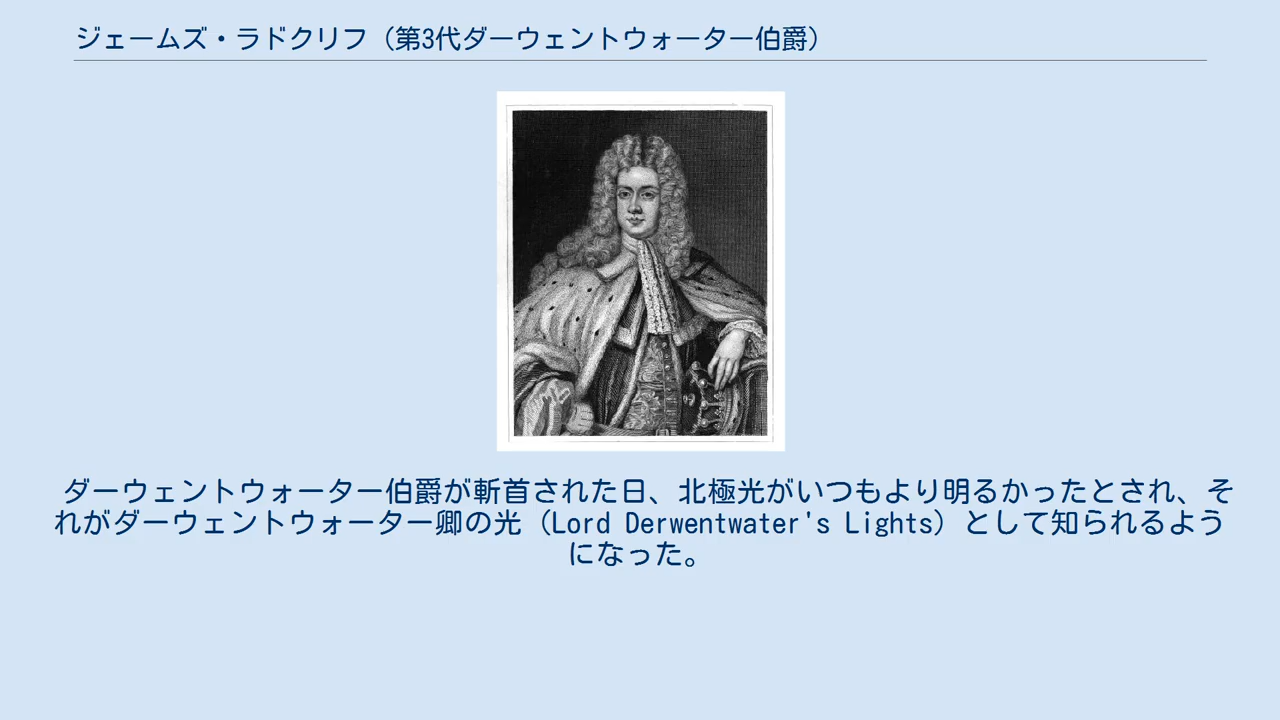 ジェームズ・ラドクリフ（第3代ダーウェントウォーター伯爵）
ダーウェントウォーター伯爵が斬首された日、北極光がいつもより明るかったとされ、そ
れがダーウェントウォーター卿の光（Lord Derwentwater's Lights）として知られるよう
になった。